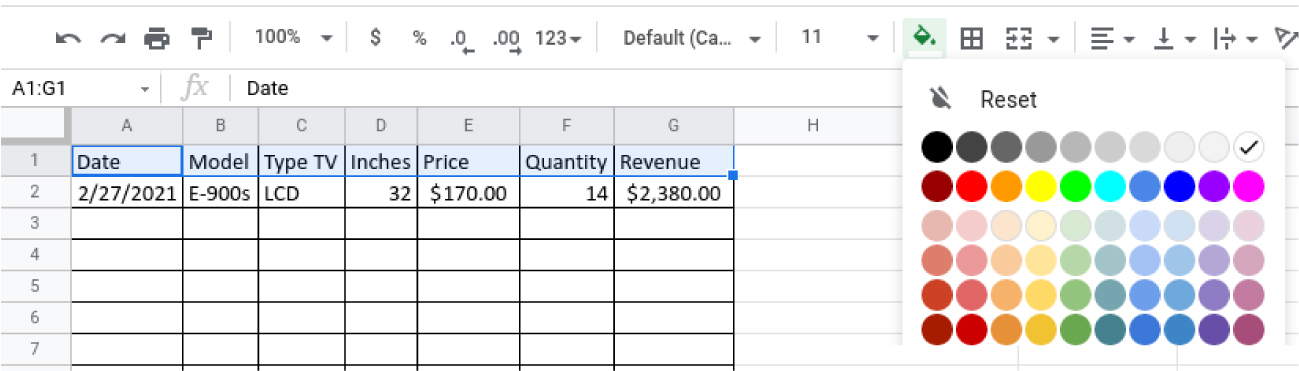 100% $ % .0 .00 123 Default (Ca... 11
A1:G1 fx Date
Reset
A B C D E F G H
1 Date Model Type TV Inches Price Quantity Revenue
2 2/27/2021 E-900s LCD 32 $170.00 14 $2,380.00
3
4
5
6
7